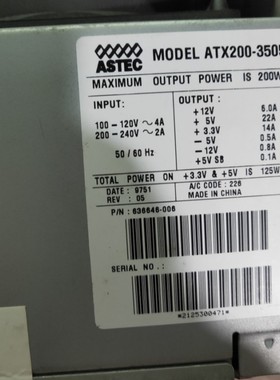 ASTEC MODEL ATX200-3505
MAXIMUM OUTPUT POWER IS 200W
INPUT:
100-120V ~ 4A
200-240V ~ 2A
50 / 60 Hz
OUTPUT:
+12V 6.0A
+ 5V 22A
+ 3.3V 14A
- 5V 0.5A
-12V 0.8A
+5V SB 0.1A
TOTAL POWER ON +3.3V & +5V IS 125W
DATE : 9751
REV : 05
A/C CODE : 226
MADE IN CHINA
P/N : 636646-006
SERIAL NO.:
*2125300471*